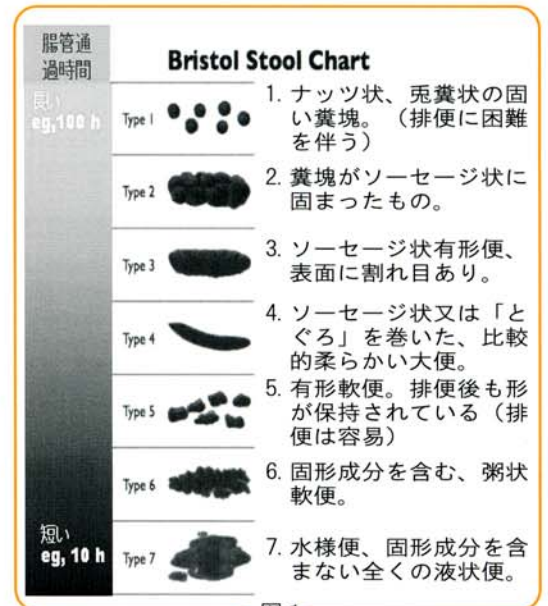 腸管通
過時間
Bristol Stool Chart
長い
eg,100 h
Type 1
1. ナッツ状、兎糞状の固
い糞塊。（排便に困難
を伴う）
Type 2
2. 糞塊がソーセージ状に
固まったもの。
Type 3
3. ソーセージ状有形便、
表面に割れ目あり。
Type 4
4. ソーセージ状又は「と
ぐろ」を巻いた、比較
的柔らかい大便。
Type 5
5. 有形軟便。排便後も形
が保持されている（排
便は容易）
Type 6
6. 固形成分を含む、粥状
軟便。
短い
eg, 10 h
Type 7
7. 水様便、固形成分を含
まない全くの液状便。